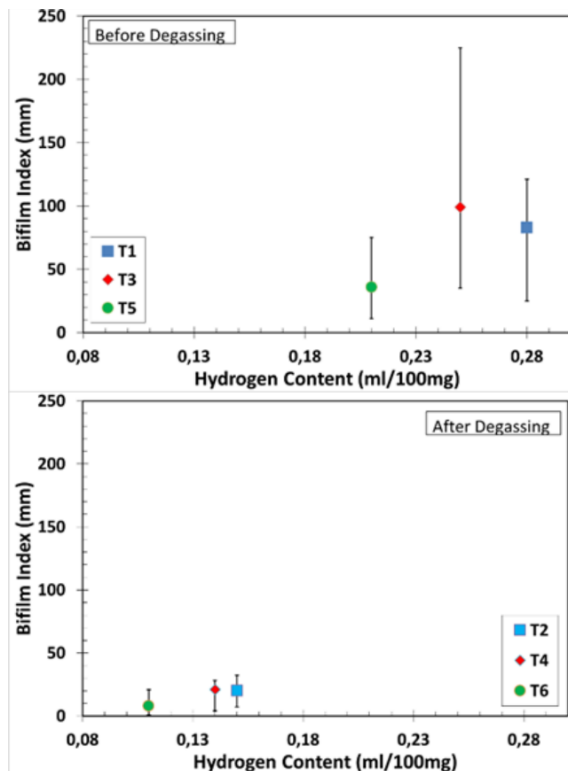 250
Before Degassing
200
150
100
50
0
Bifilm Index (mm)
T1
T3
T5
0,08
0,13
0,18
0,23
0,28
Hydrogen Content (ml/100mg)
250
After Degassing
200
150
100
50
0
Bifilm Index (mm)
T2
T4
T6
0,08
0,13
0,18
0,23
0,28
Hydrogen Content (ml/100mg)